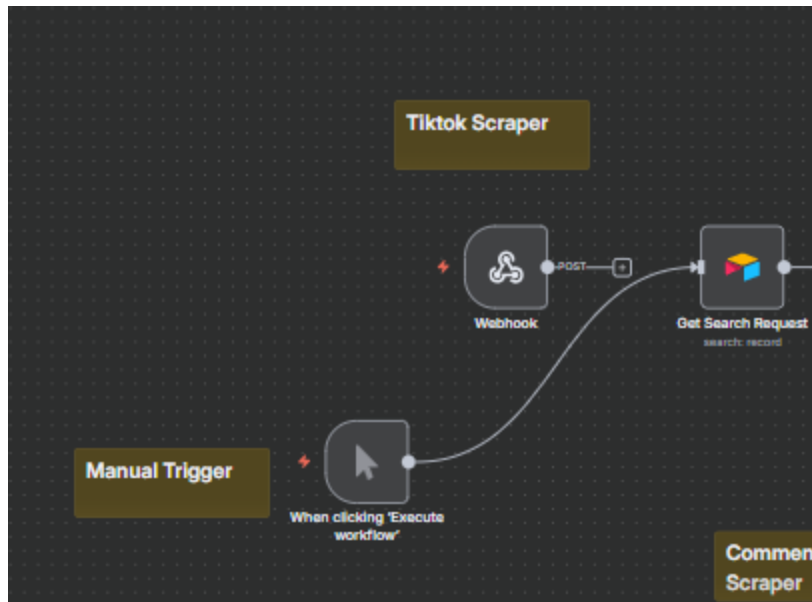 Tiktok Scraper
POST
Webhook
Get Search Request
search: record
Manual Trigger
When clicking 'Execute
workflow'
Commen
Scraper